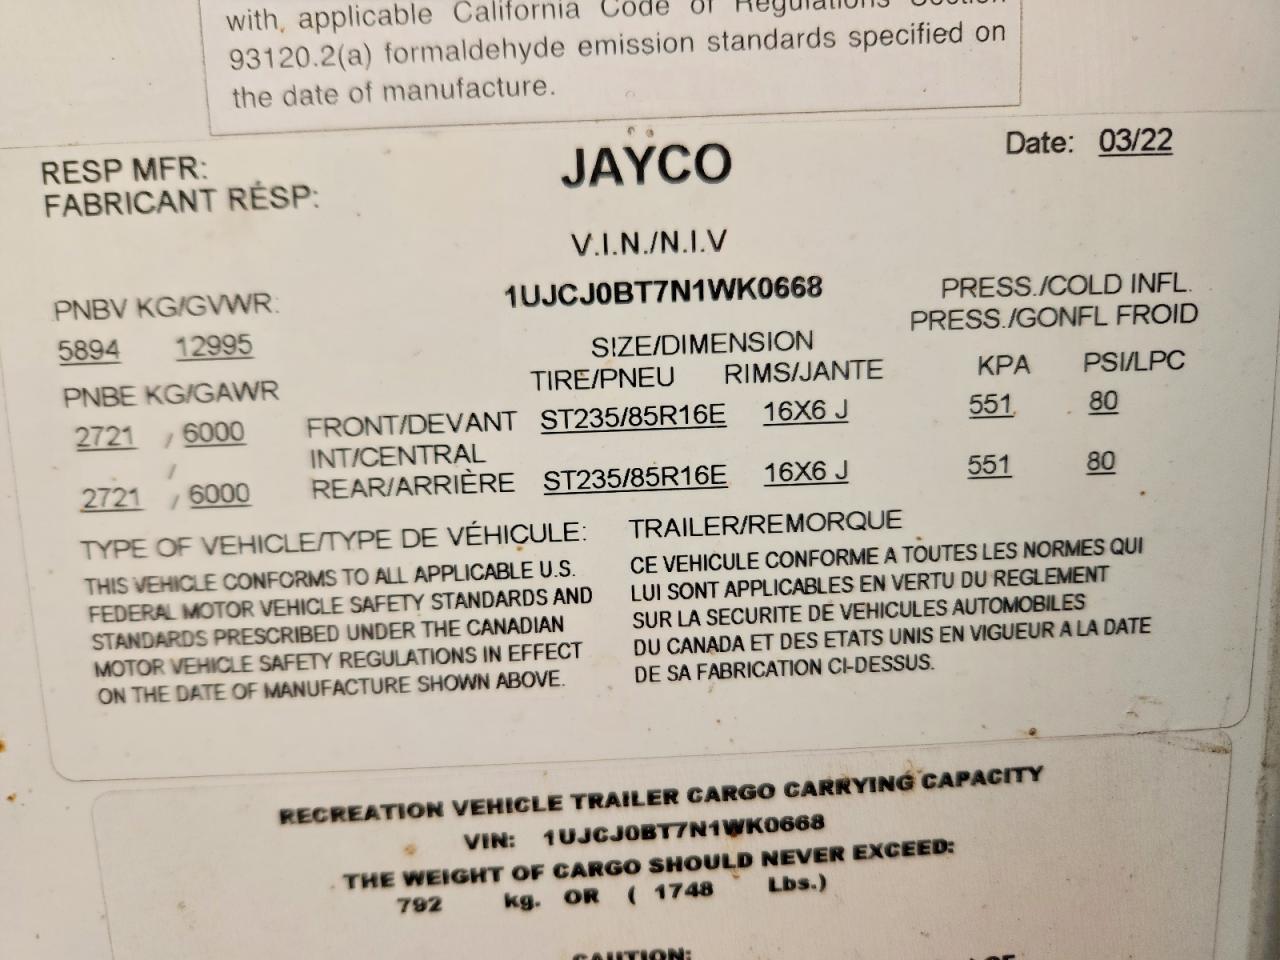 with, applicable California Code of Regulations Section
93120.2(a) formaldehyde emission standards specified on
the date of manufacture.
RESP MFR:
FABRICANT RÉSP:
JAYCO
Date: 03/22
V.I.N./N.I.V
1UJCJ0BT7N1WK0668
PNBV KG/GVWR:
5894 12995
PRESS./COLD INFL.
PRESS./GONFL FROID
SIZE/DIMENSION
TIRE/PNEU RIMS/JANTE KPA PSI/LPC
PNBE KG/GAWR
2721 / 6000 FRONT/DEVANT ST235/85R16E 16X6 J 551 80
/ INT/CENTRAL
2721 / 6000 REAR/ARRIÈRE ST235/85R16E 16X6 J 551 80
TYPE OF VEHICLE/TYPE DE VÉHICULE: TRAILER/REMORQUE
THIS VEHICLE CONFORMS TO ALL APPLICABLE U.S.
FEDERAL MOTOR VEHICLE SAFETY STANDARDS AND
STANDARDS PRESCRIBED UNDER THE CANADIAN
MOTOR VEHICLE SAFETY REGULATIONS IN EFFECT
ON THE DATE OF MANUFACTURE SHOWN ABOVE.
CE VEHICULE CONFORME A TOUTES LES NORMES QUI
LUI SONT APPLICABLES EN VERTU DU REGLEMENT
SUR LA SECURITE DE VEHICULES AUTOMOBILES
DU CANADA ET DES ETATS UNIS EN VIGUEUR A LA DATE
DE SA FABRICATION CI-DESSUS.
RECREATION VEHICLE TRAILER CARGO CARRYING CAPACITY
VIN: 1UJCJ0BT7N1WK0668
THE WEIGHT OF CARGO SHOULD NEVER EXCEED:
792 kg. OR ( 1748 Lbs.)
CAUTION: